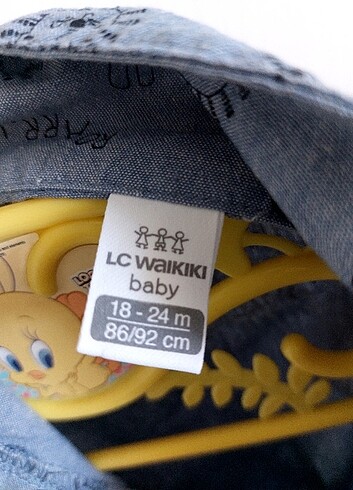 LC WAIKIKI
baby
18 - 24 m
86/92 cm